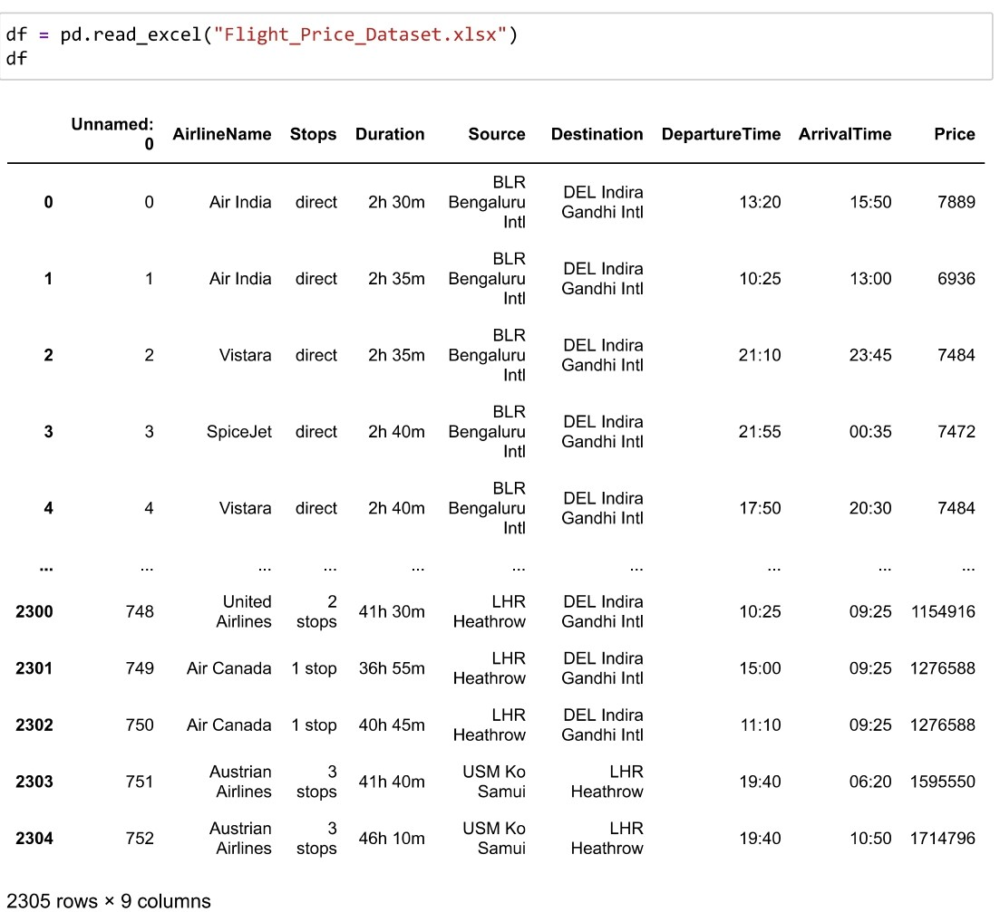 df = pd.read_excel("Flight_Price_Dataset.xlsx")
df
Unnamed: 0 AirlineName Stops Duration Source Destination DepartureTime ArrivalTime Price
0 0 Air India direct 2h 30m BLR Bengaluru Intl DEL Indira Gandhi Intl 13:20 15:50 7889
1 1 Air India direct 2h 35m BLR Bengaluru Intl DEL Indira Gandhi Intl 10:25 13:00 6936
2 2 Vistara direct 2h 35m BLR Bengaluru Intl DEL Indira Gandhi Intl 21:10 23:45 7484
3 3 SpiceJet direct 2h 40m BLR Bengaluru Intl DEL Indira Gandhi Intl 21:55 00:35 7472
4 4 Vistara direct 2h 40m BLR Bengaluru Intl DEL Indira Gandhi Intl 17:50 20:30 7484
... ... ... ... ... ... ... ... ... ...
2300 748 United Airlines 2 stops 41h 30m LHR Heathrow DEL Indira Gandhi Intl 10:25 09:25 1154916
2301 749 Air Canada 1 stop 36h 55m LHR Heathrow DEL Indira Gandhi Intl 15:00 09:25 1276588
2302 750 Air Canada 1 stop 40h 45m LHR Heathrow DEL Indira Gandhi Intl 11:10 09:25 1276588
2303 751 Austrian Airlines 3 stops 41h 40m USM Ko Samui LHR Heathrow 19:40 06:20 1595550
2304 752 Austrian Airlines 3 stops 46h 10m USM Ko Samui LHR Heathrow 19:40 10:50 1714796
2305 rows × 9 columns